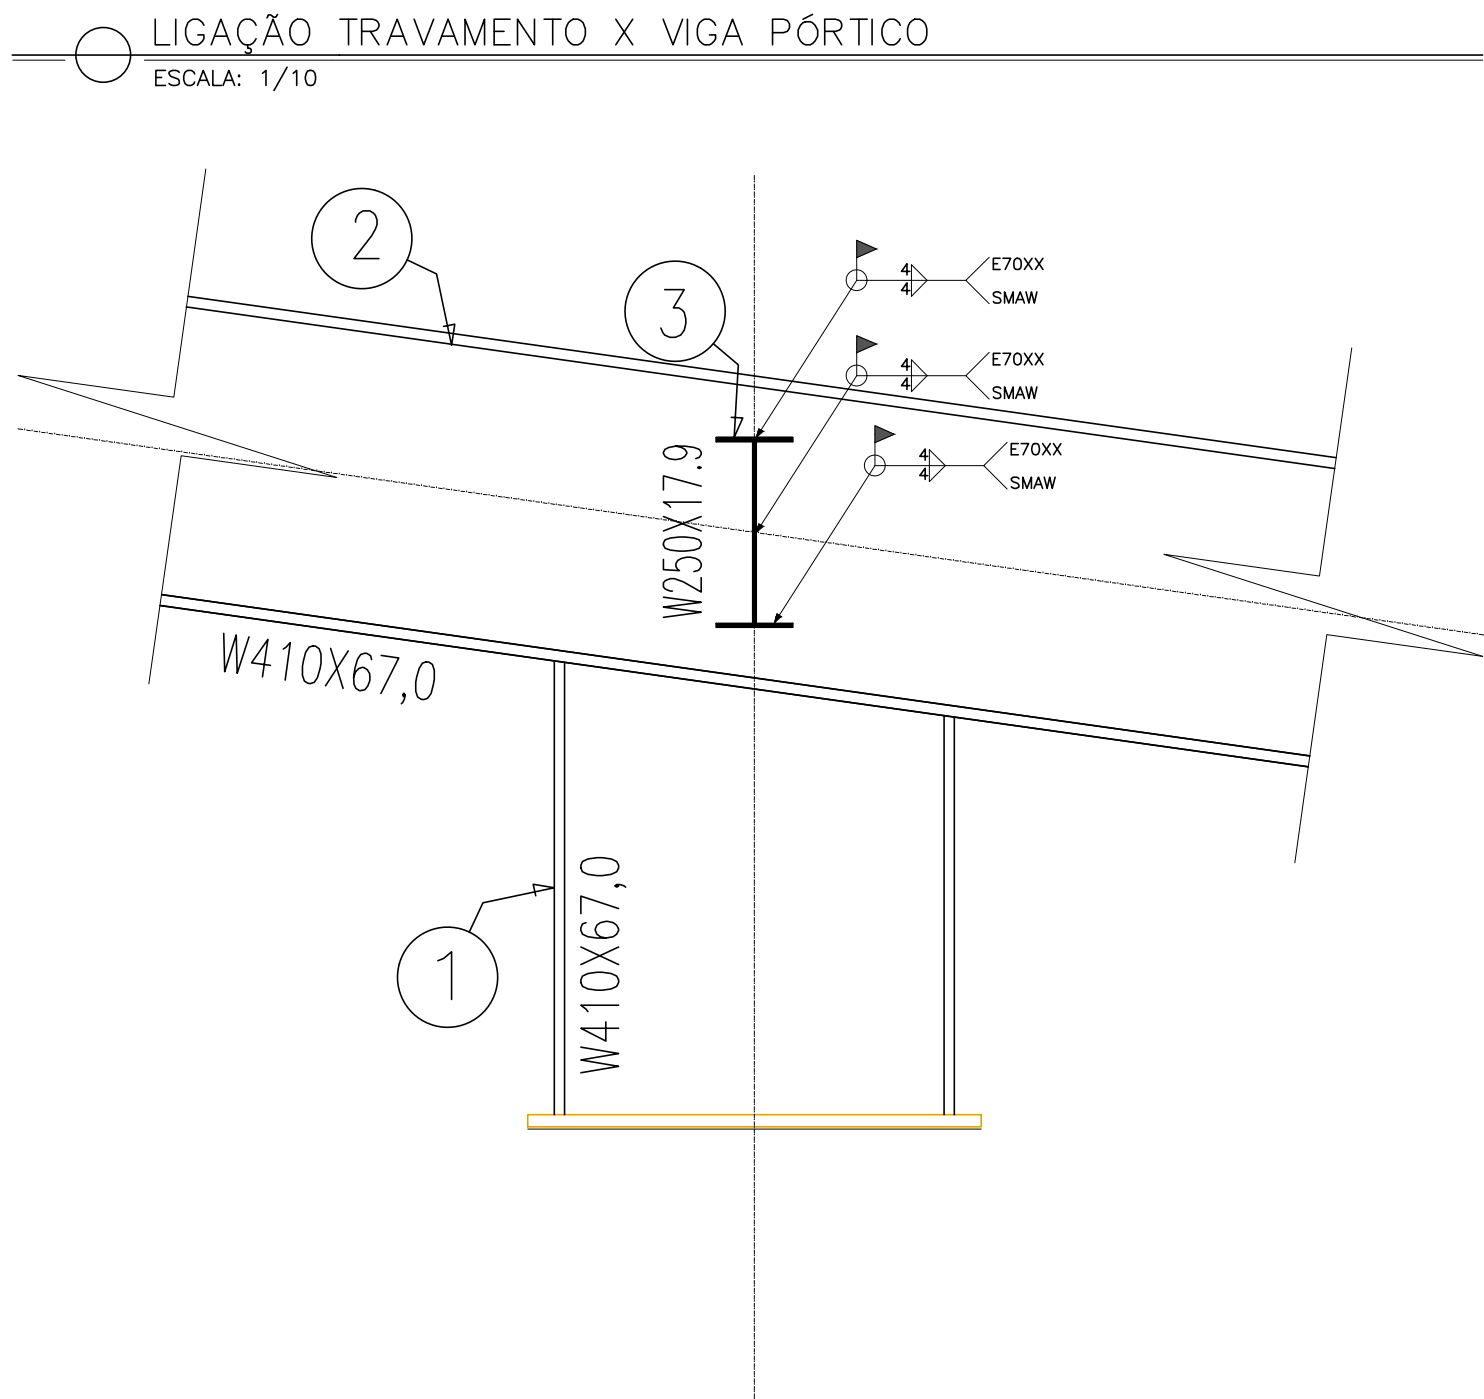 LIGAÇÃO TRAVAMENTO X VIGA PÓRTICO
ESCALA: 1/10
2
3
4
4
E70XX
SMAW
4
4
E70XX
SMAW
4
4
E70XX
SMAW
W250X17.9
W410X67,0
1
W410X67,0